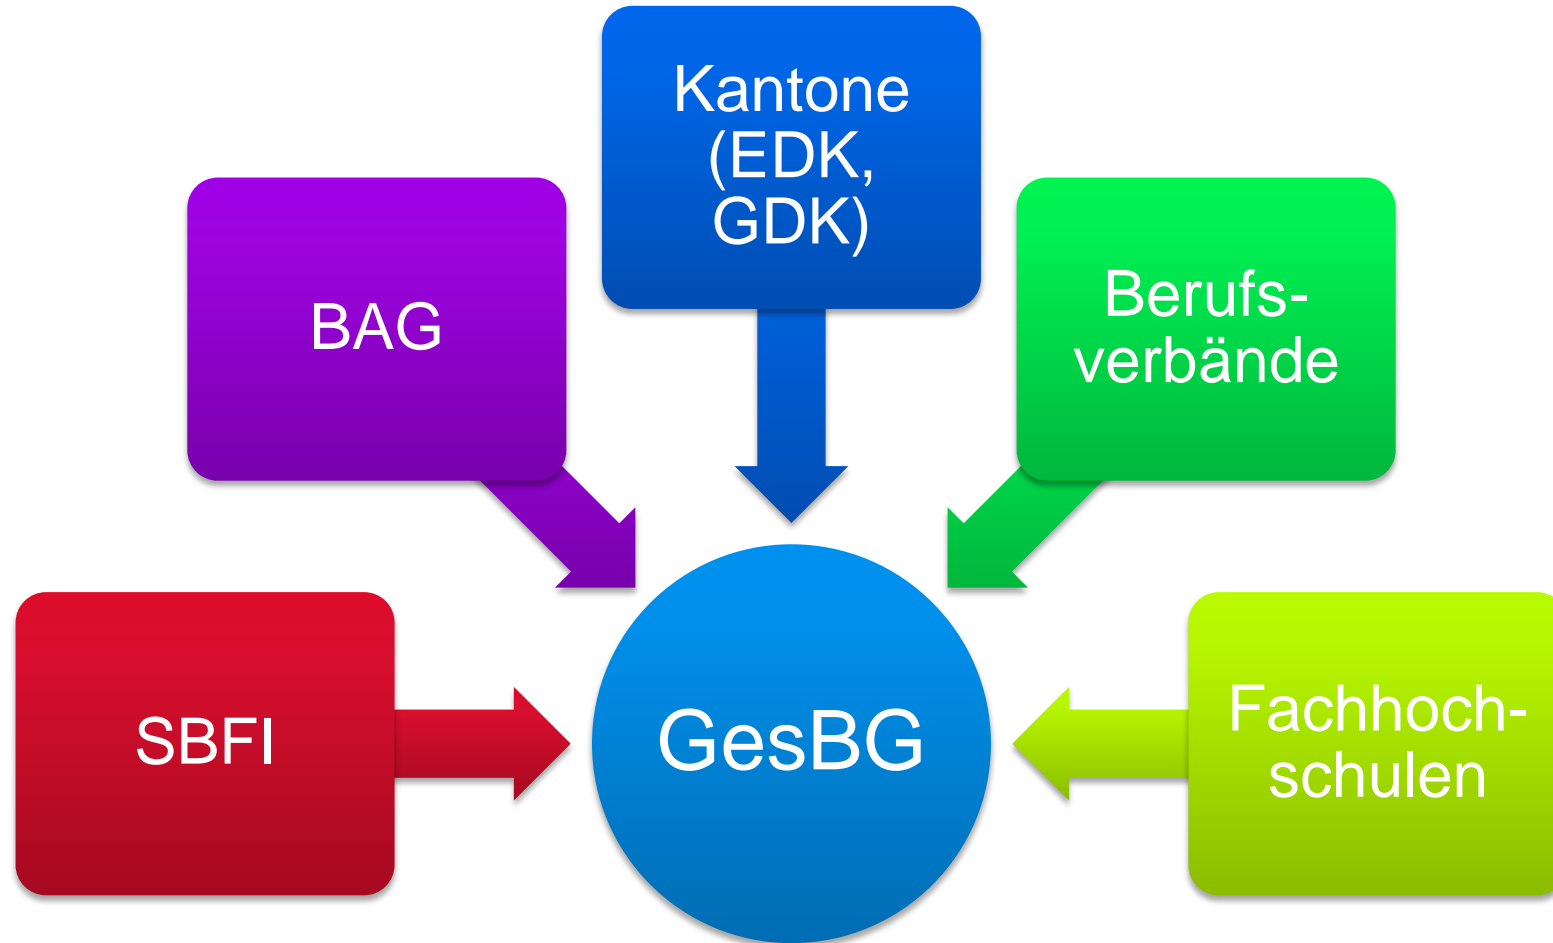 Kantone
(EDK,
GDK)
BAG
Berufs-
verbände
SBFI
GesBG
Fachhoch-
schulen